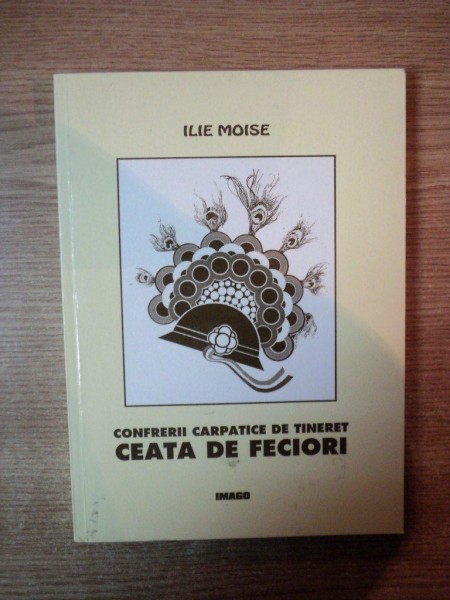 ILIE MOISE
CONFRERII CARPATICE DE TINERET
CEATA DE FECIORI
IMAGO